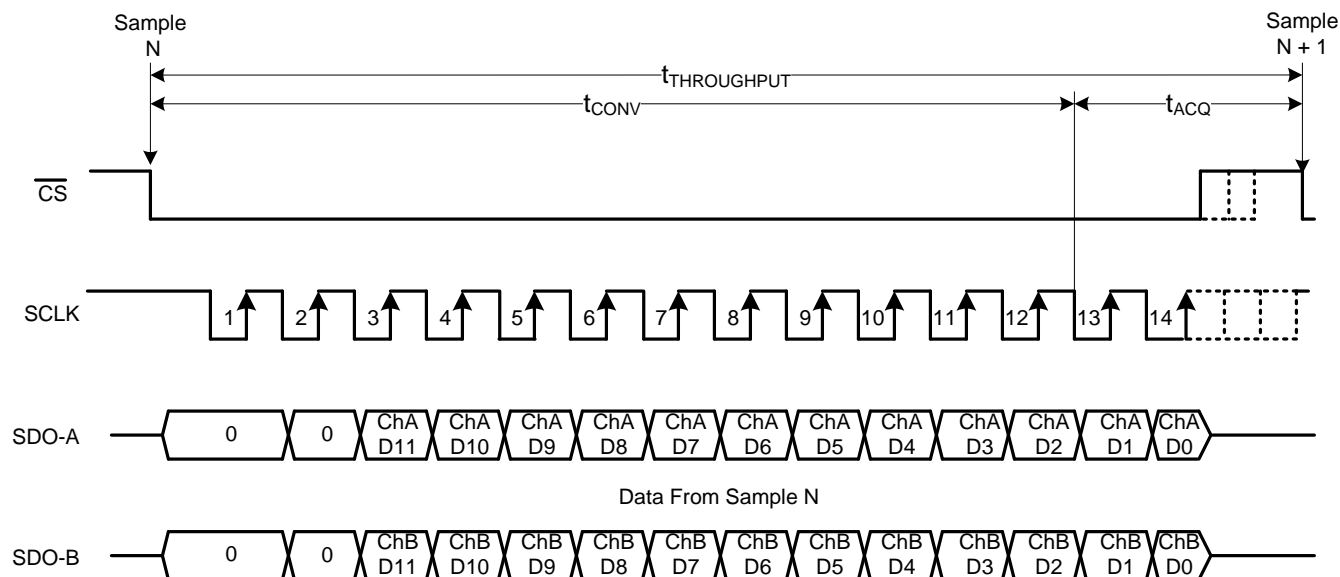 Sample
N
Sample
N + 1
tTHROUGHPUT
tCONV
tACQ
CS
SCLK
1 2 3 4 5 6 7 8 9 10 11 12 13 14
SDO-A
0 0 ChA D11 ChA D10 ChA D9 ChA D8 ChA D7 ChA D6 ChA D5 ChA D4 ChA D3 ChA D2 ChA D1 ChA D0
Data From Sample N
SDO-B
0 0 ChB D11 ChB D10 ChB D9 ChB D8 ChB D7 ChB D6 ChB D5 ChB D4 ChB D3 ChB D2 ChB D1 ChB D0